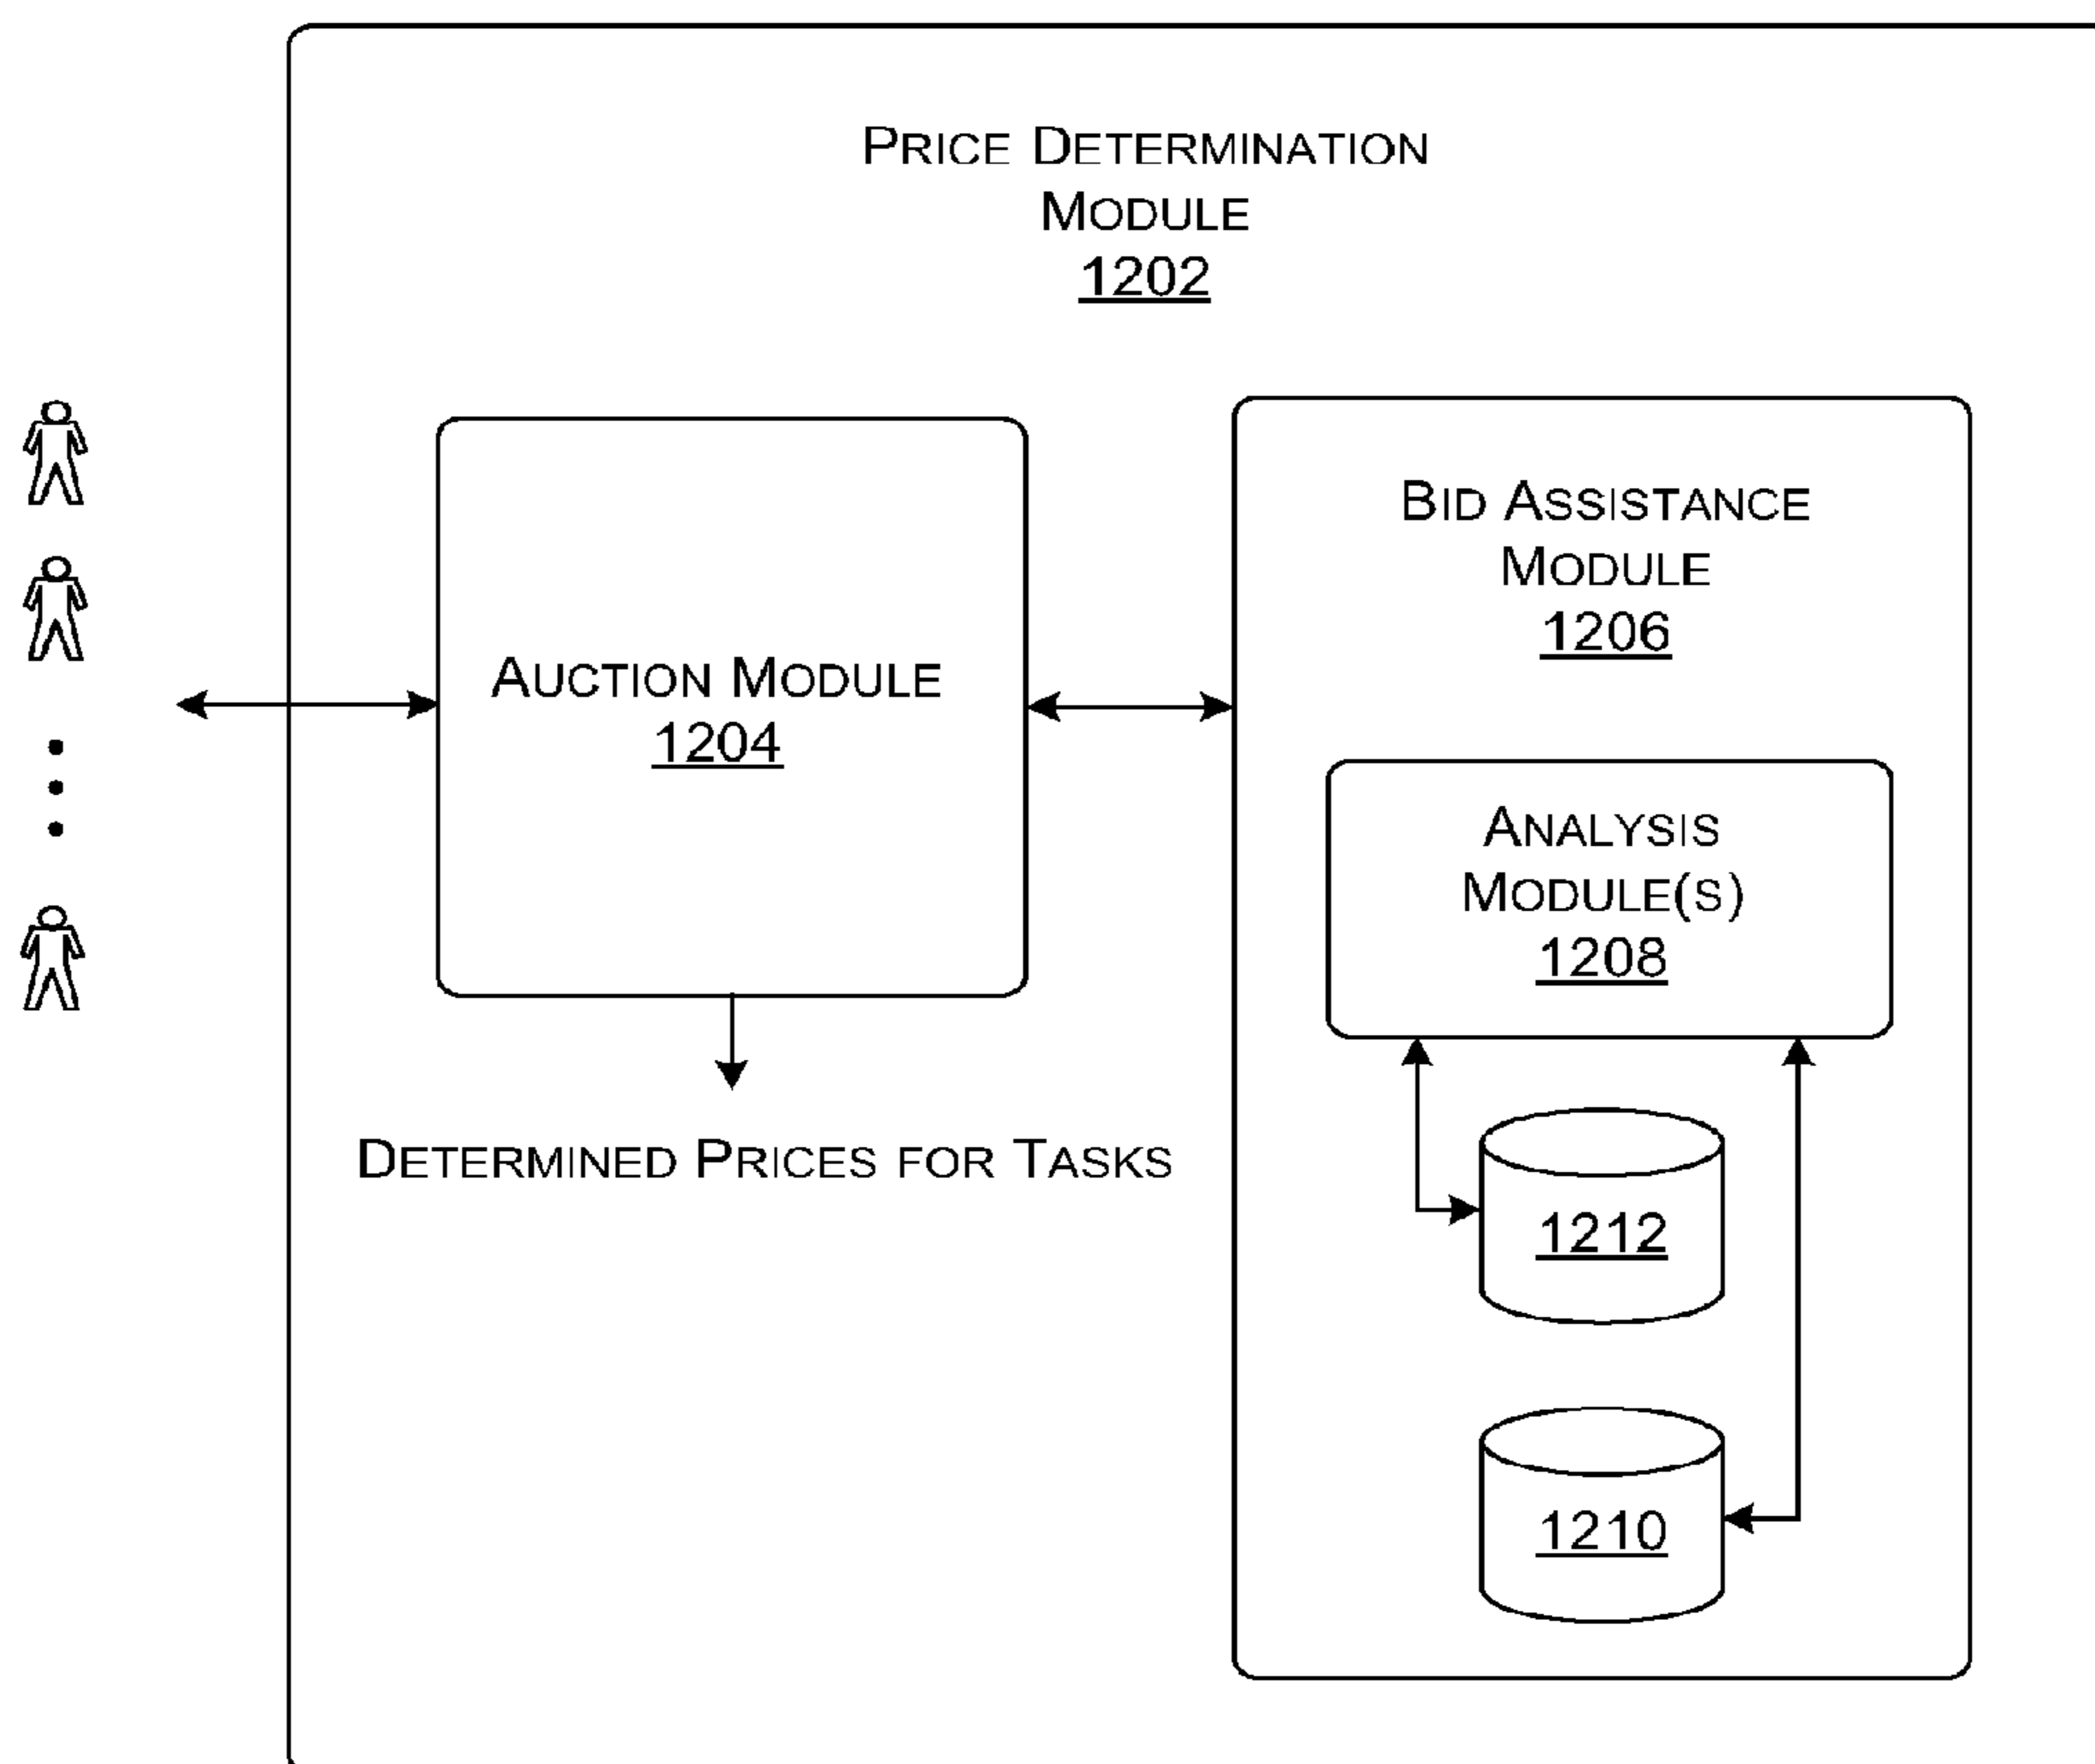 PRICE DETERMINATION
MODULE
1202
AUCTION MODULE
1204
DETERMINED PRICES FOR TASKS
BID ASSISTANCE
MODULE
1206
ANALYSIS
MODULE(S)
1208
1212
1210